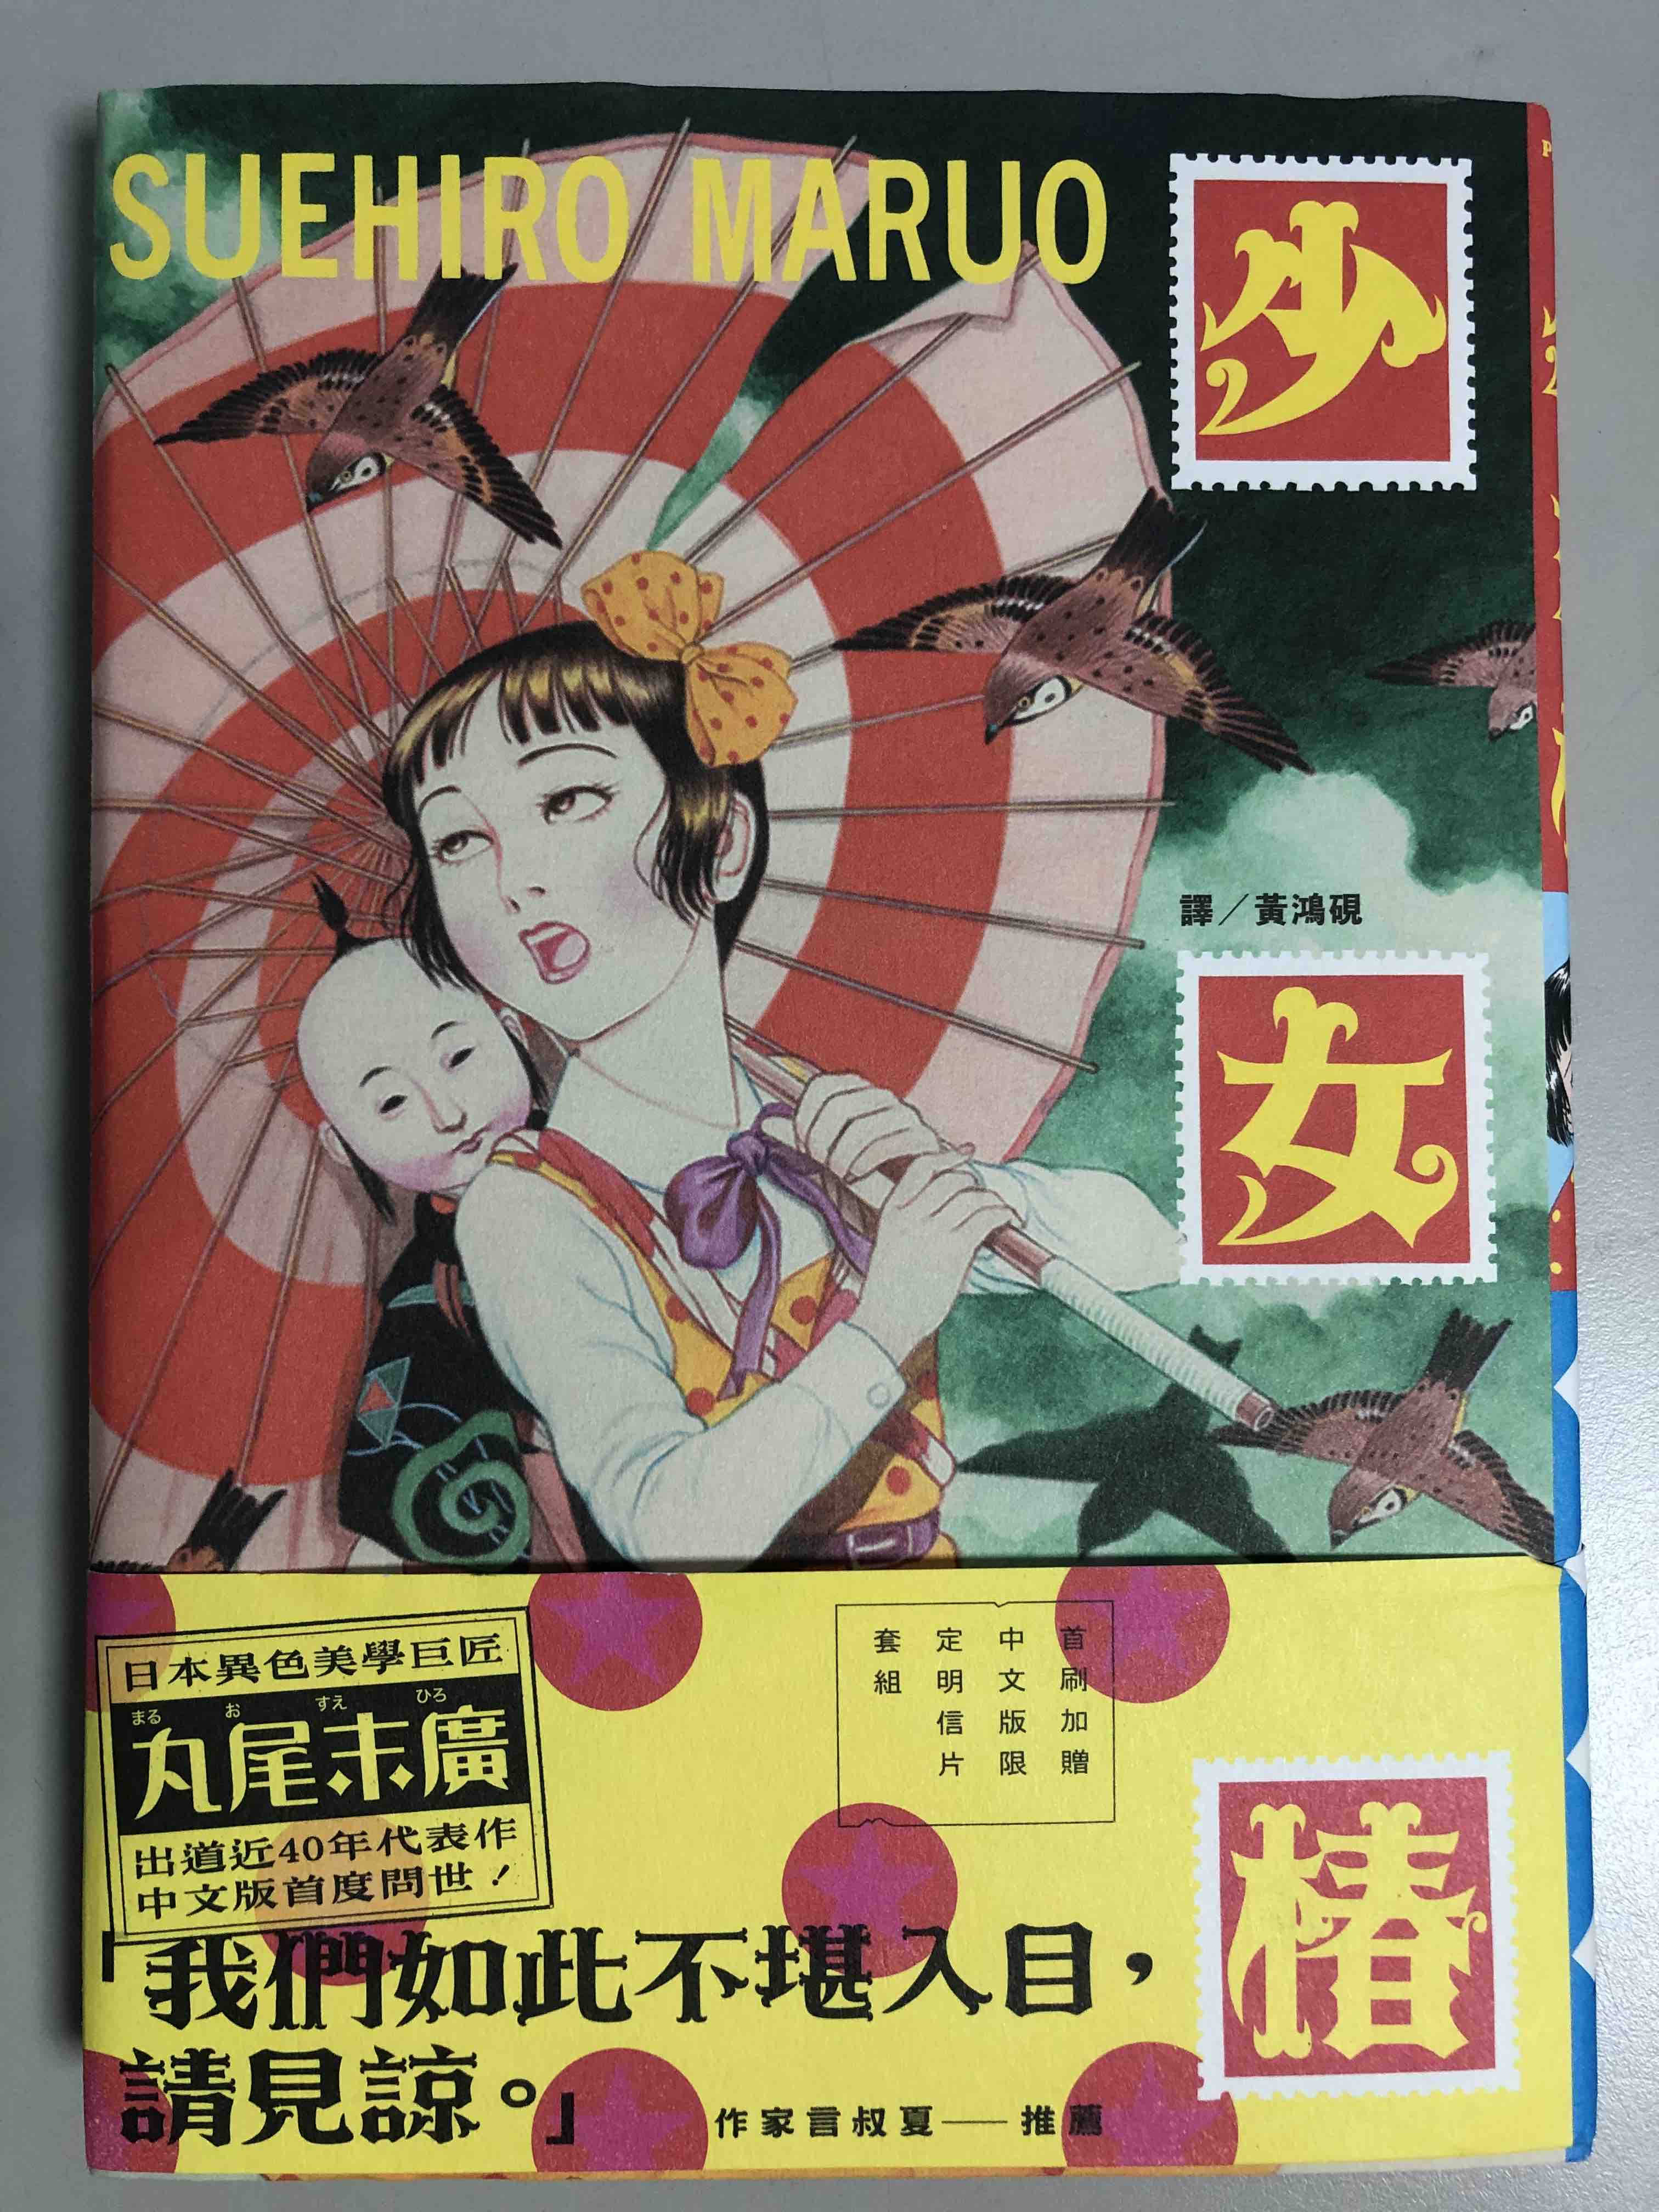 SUEHIRO MARUO
少
譯／黃鴻硯
女
日本異色美學巨匠
まる お すえ ひろ
丸尾末廣
出道近40年代表作
中文版首度問世！
首刷加贈
中文版限
定明信片
套組
椿
「我們如此不堪入目，
請見諒。」
作家言叔夏——推薦